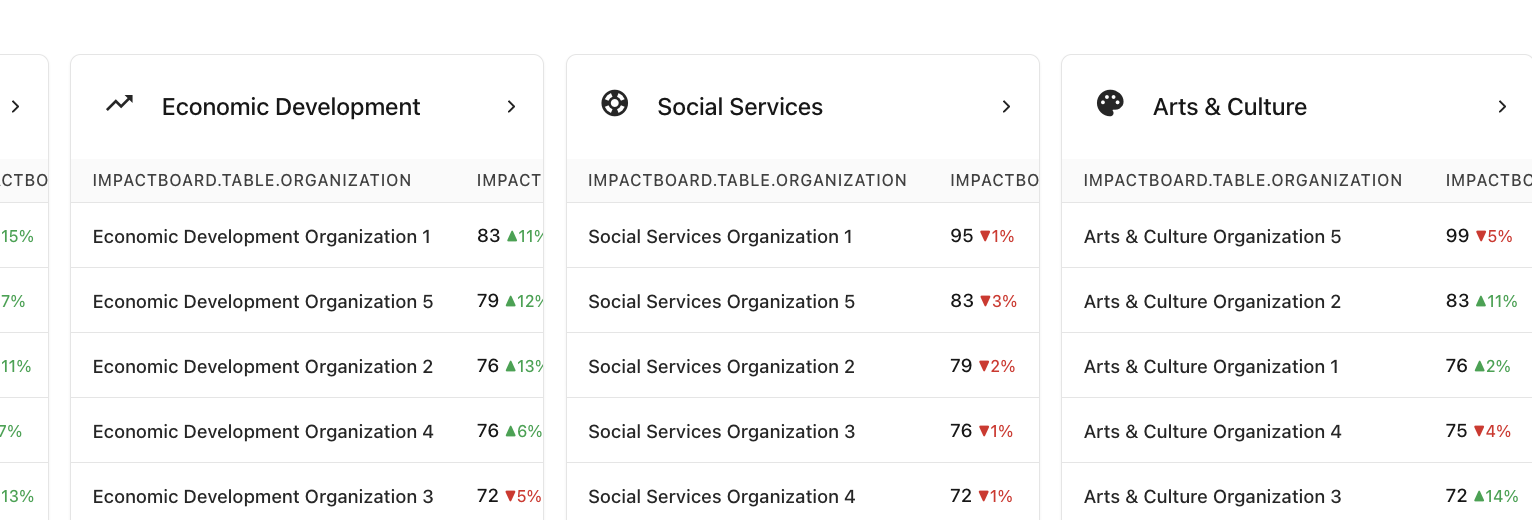 Economic Development
Social Services
Arts & Culture
IMPACTBOARD.TABLE.ORGANIZATION
IMPACTBOARD.TABLE.ORGANIZATION
IMPACTBOARD.TABLE.ORGANIZATION
15% Economic Development Organization 1 83 ▲11% Social Services Organization 1 95 ▼1% Arts & Culture Organization 5 99 ▼5%
7% Economic Development Organization 5 79 ▲12% Social Services Organization 5 83 ▼3% Arts & Culture Organization 2 83 ▲11%
11% Economic Development Organization 2 76 ▲13% Social Services Organization 2 79 ▼2% Arts & Culture Organization 1 76 ▲2%
7% Economic Development Organization 4 76 ▲6% Social Services Organization 3 76 ▼1% Arts & Culture Organization 4 75 ▼4%
13% Economic Development Organization 3 72 ▼5% Social Services Organization 4 72 ▼1% Arts & Culture Organization 3 72 ▲14%